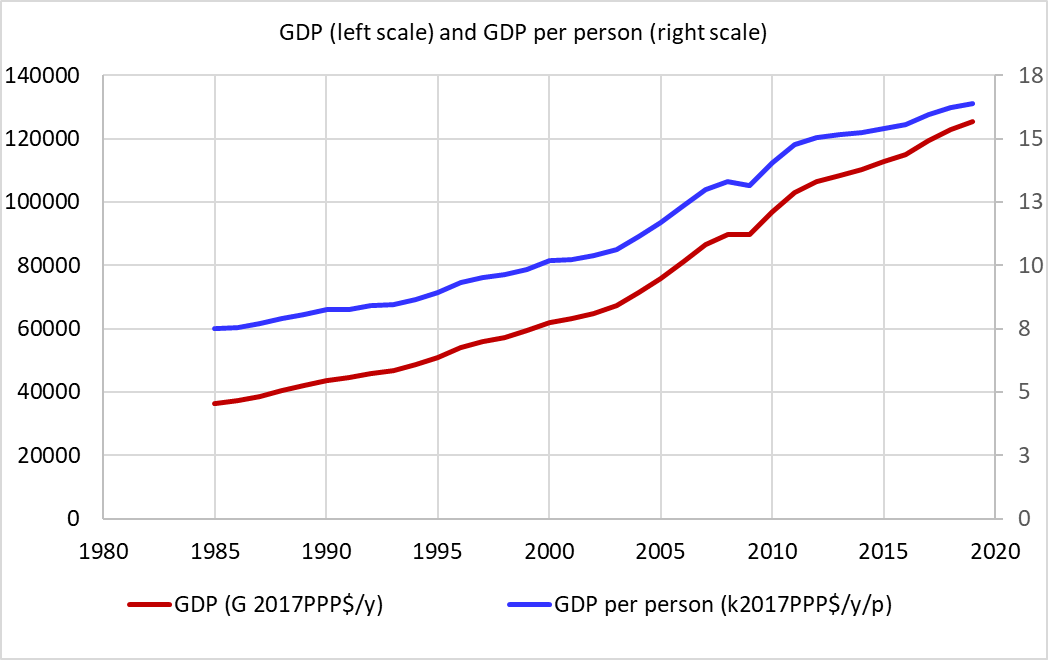 GDP (left scale) and GDP per person (right scale)
140000 18
120000 15
100000 13
80000 10
60000 8
40000 5
20000 3
0 0
1980 1985 1990 1995 2000 2005 2010 2015 2020
GDP (G 2017PPP$/y) GDP per person (k2017PPP$/y/p)